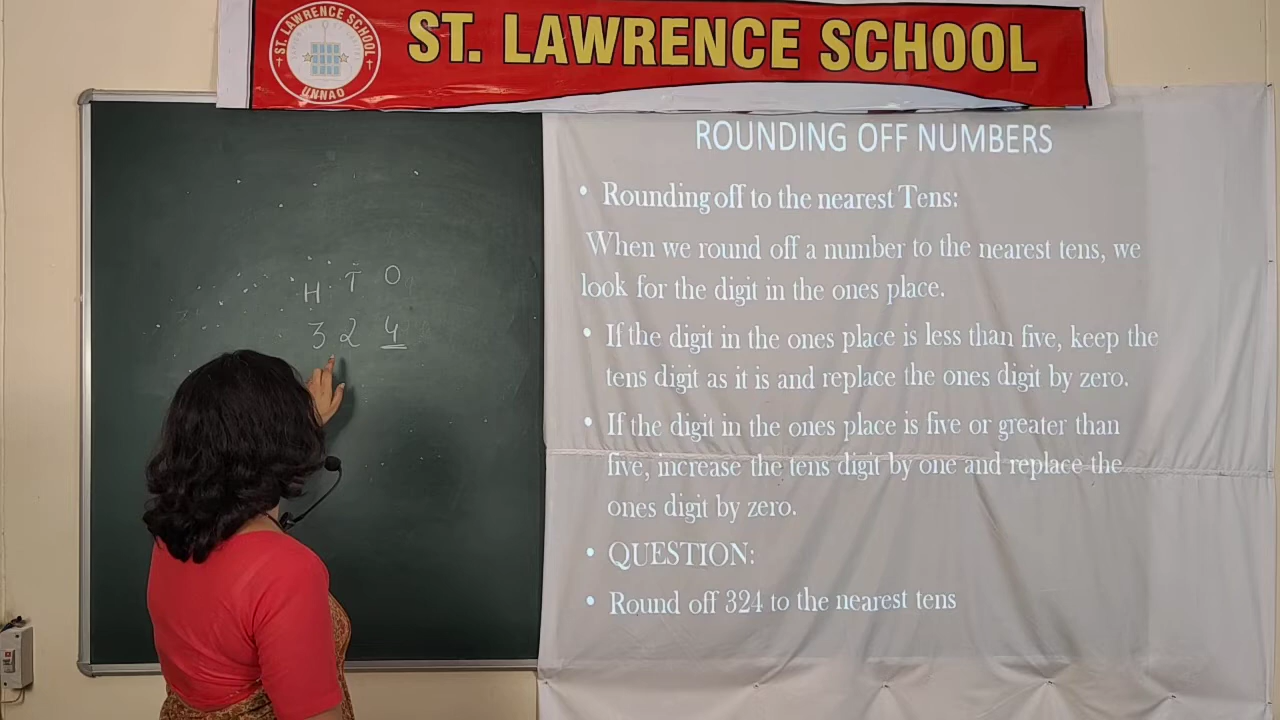 ST. LAWRENCE SCHOOL
UNNAO
ST. LAWRENCE SCHOOL
H T O
3 2 4
ROUNDING OFF NUMBERS
• Rounding off to the nearest Tens:
When we round off a number to the nearest tens, we
look for the digit in the ones place.
• If the digit in the ones place is less than five, keep the
tens digit as it is and replace the ones digit by zero.
• If the digit in the ones place is five or greater than
five, increase the tens digit by one and replace the
ones digit by zero.
• QUESTION:
• Round off 324 to the nearest tens